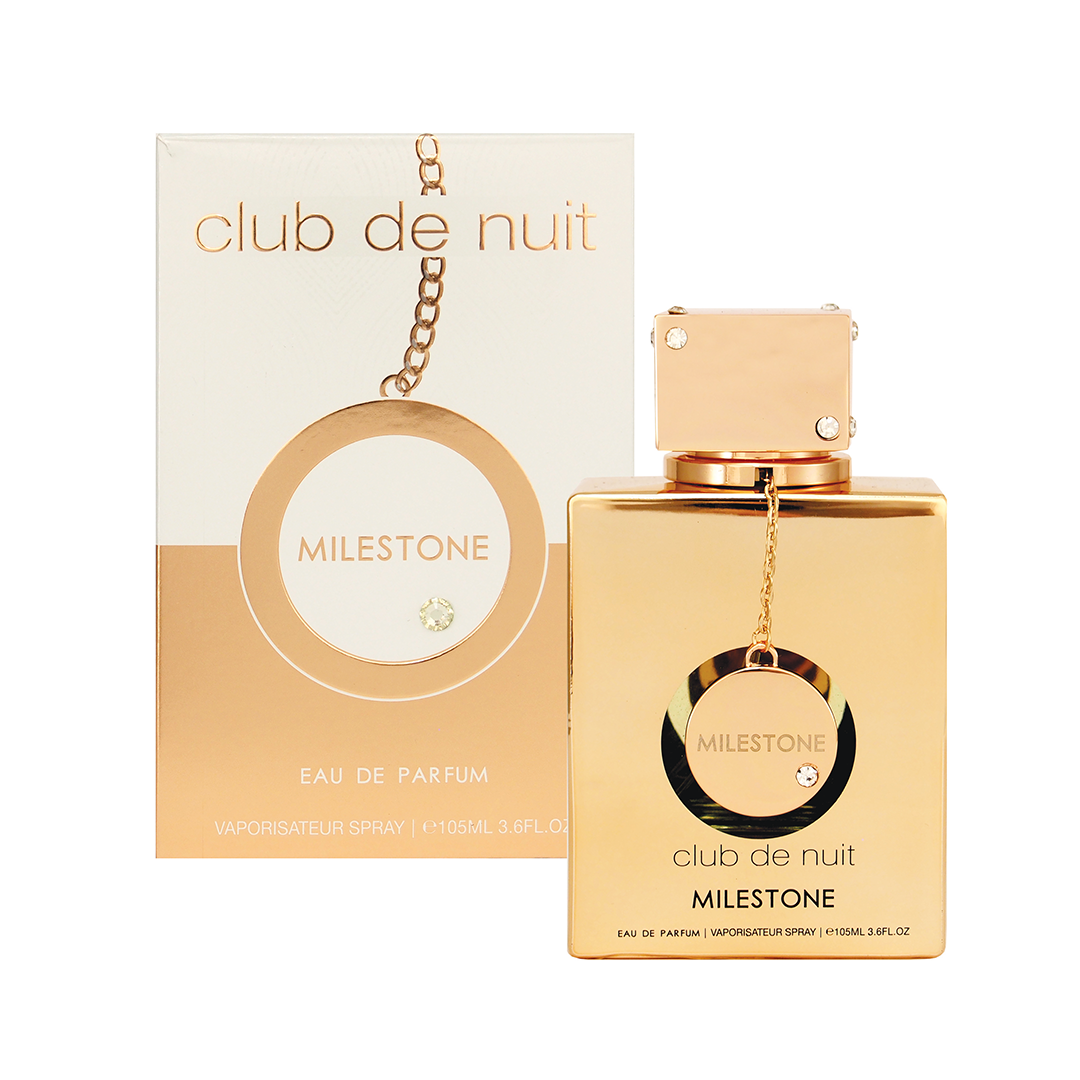 club de nuit
MILESTONE
EAU DE PARFUM
VAPORISATEUR SPRAY | ℮105ML 3.6FL.OZ
MILESTONE
club de nuit
MILESTONE
EAU DE PARFUM | VAPORISATEUR SPRAY | ℮105ML 3.6FL.OZ